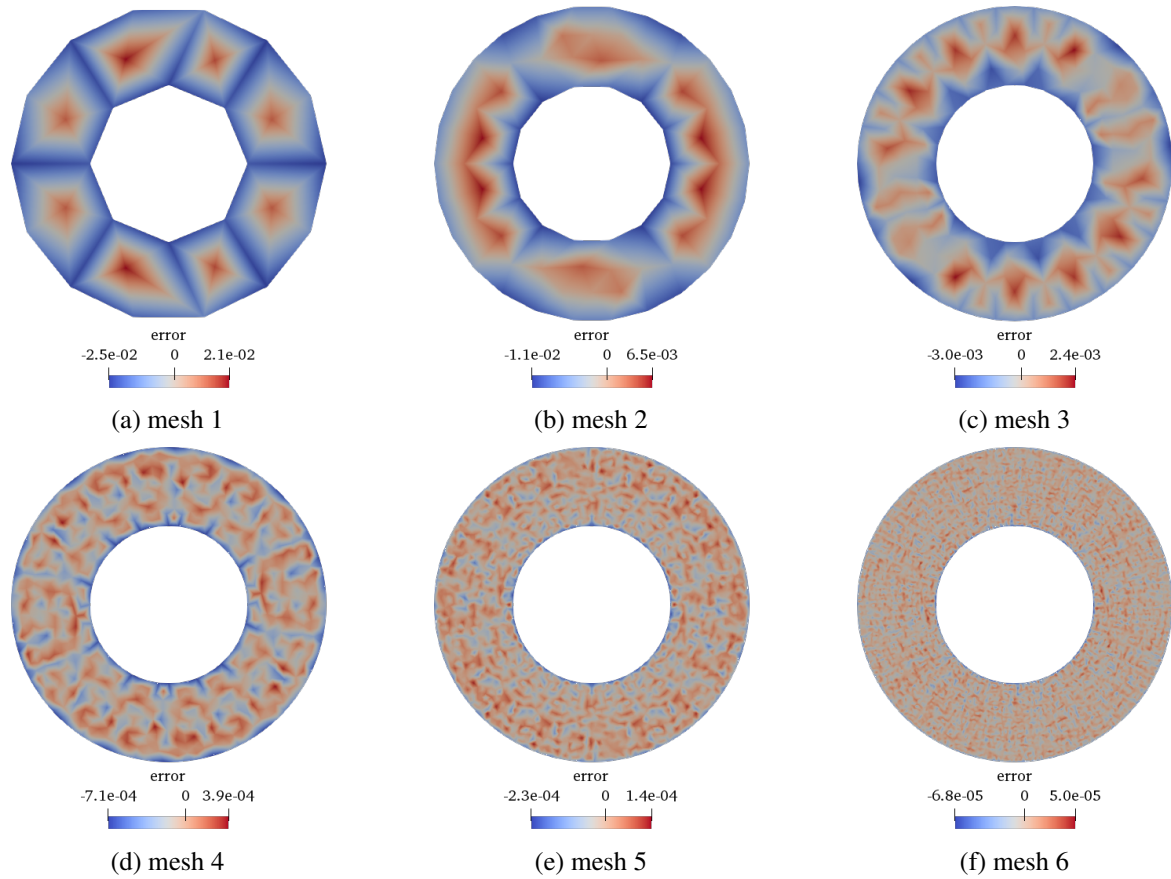 error error error
-2.5e-02 0 2.1e-02 -1.1e-02 0 6.5e-03 -3.0e-03 0 2.4e-03
(a) mesh 1 (b) mesh 2 (c) mesh 3
error error error
-7.1e-04 0 3.9e-04 -2.3e-04 0 1.4e-04 -6.8e-05 0 5.0e-05
(d) mesh 4 (e) mesh 5 (f) mesh 6